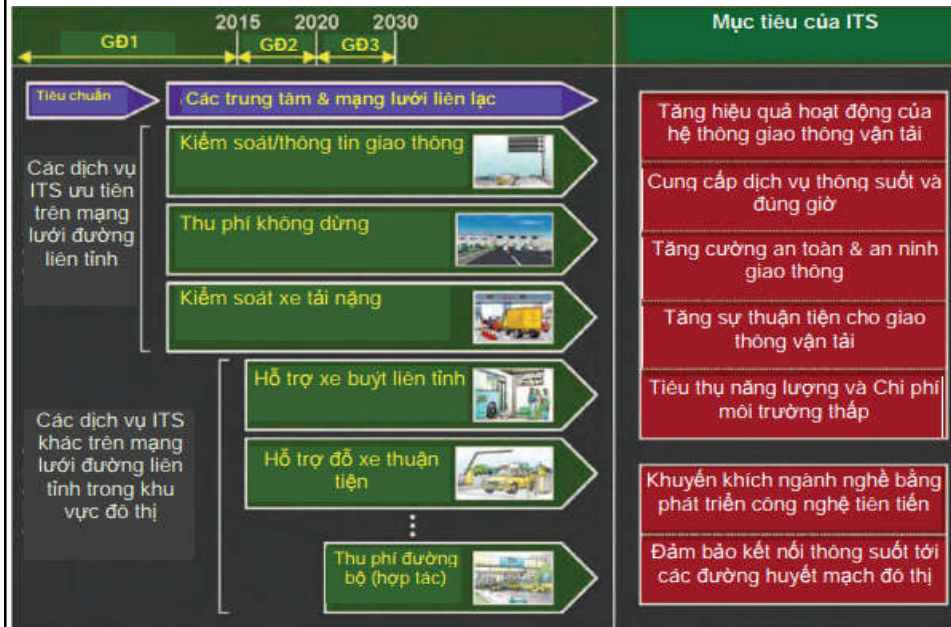 2015 2020 2030
GĐ1 GĐ2 GĐ3
Mục tiêu của ITS
Tiêu chuẩn
Các trung tâm & mạng lưới liên lạc
Các dịch vụ
ITS ưu tiên
trên mạng
lưới đường
liên tỉnh
Kiểm soát/thông tin giao thông
Thu phí không dừng
Kiểm soát xe tải nặng
Các dịch vụ ITS
khác trên mạng
lưới đường liên
tỉnh trong khu
vực đô thị
Hỗ trợ xe buýt liên tỉnh
Hỗ trợ đỗ xe thuận
tiện
Thu phí đường
bộ (hợp tác)
Tăng hiệu quả hoạt động của
hệ thông giao thông vận tải
Cung cấp dịch vụ thông suốt và
đúng giờ
Tăng cường an toàn & an ninh
giao thông
Tăng sự thuận tiện cho giao
thông vận tải
Tiêu thụ năng lượng và Chi phí
môi trường thấp
Khuyến khích ngành nghề bằng
phát triển công nghệ tiên tiến
Đảm bảo kết nối thông suốt tới
các đường huyết mạch đô thị